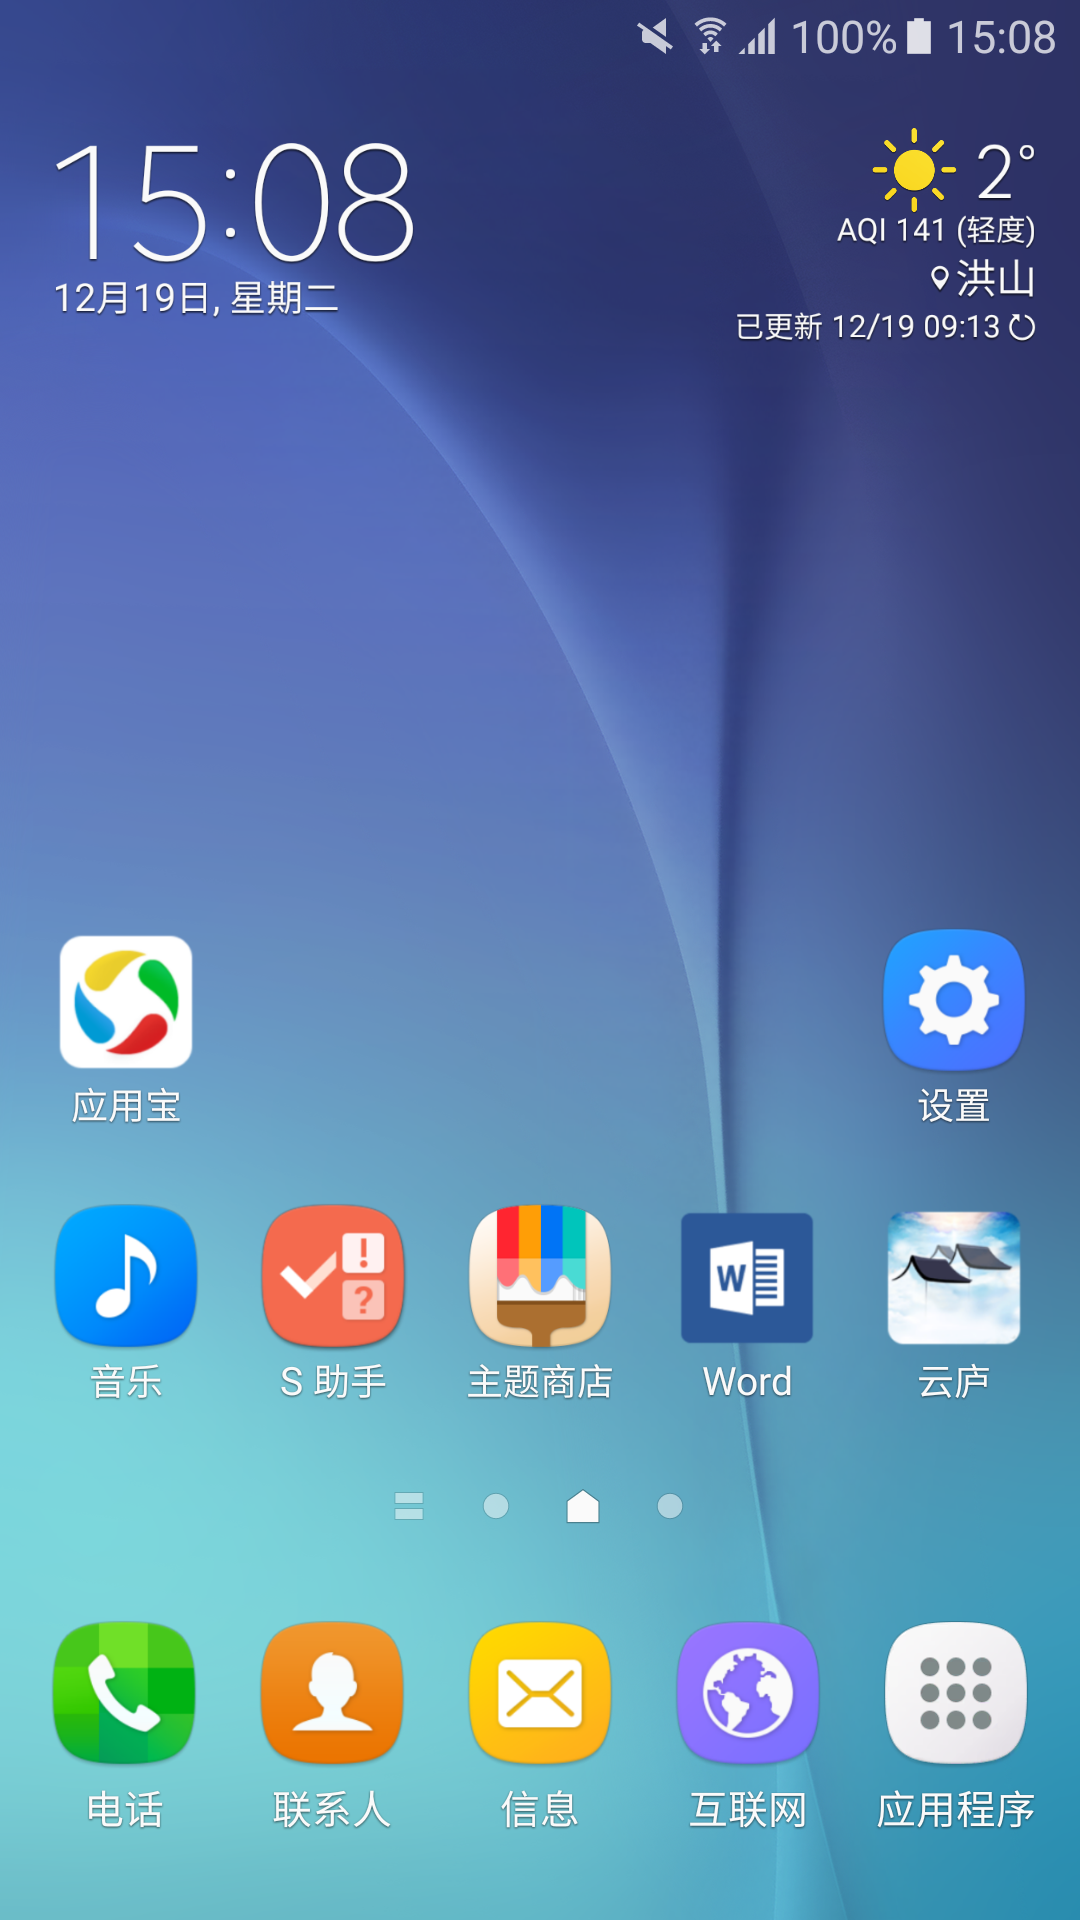 100% 15:08
15:08
12月19日, 星期二
2°
AQI 141 (轻度)
洪山
已更新 12/19 09:13
应用宝
设置
! ?
W
音乐
S 助手
主题商店
Word
云庐
电话
联系人
信息
互联网
应用程序